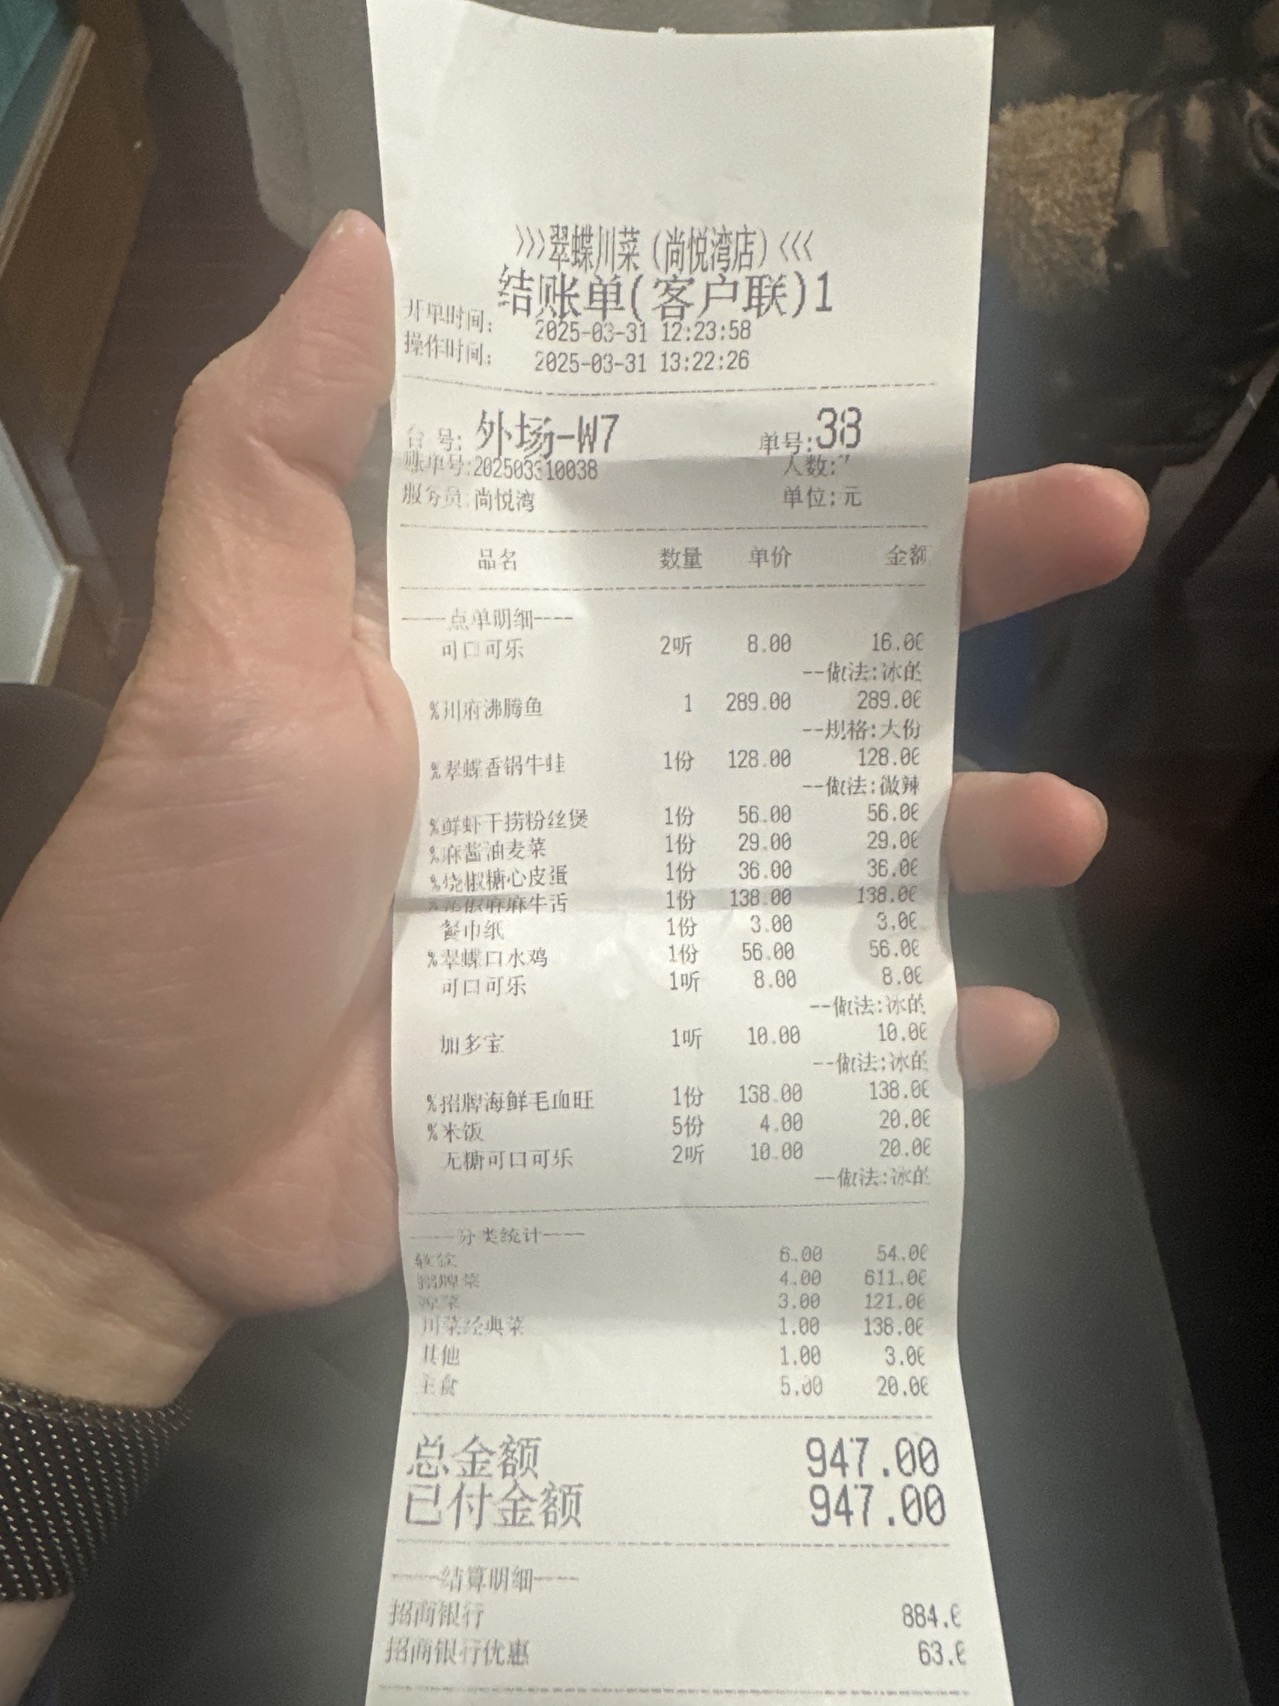 >>>翠蝶川菜(尚悦湾店)<<<
结账单(客户联)1
开单时间: 2025-03-31 12:23:58
操作时间: 2025-03-31 13:22:26
台号: 外场-W7 单号:38
账单号:202503310038 人数:
服务员:尚悦湾 单位:元
品名 数量 单价 金额
----点单明细----
可口可乐 2听 8.00 16.00
--做法:冰的
%川府沸腾鱼 1 289.00 289.00
--规格:大份
%翠蝶香锅牛蛙 1份 128.00 128.00
--做法:微辣
%鲜虾干捞粉丝煲 1份 56.00 56.00
%麻酱油麦菜 1份 29.00 29.00
%烧椒糖心皮蛋 1份 36.00 36.00
麻麻牛舌 1份 138.00 138.00
餐巾纸 1份 3.00 3.00
%翠蝶口水鸡 1份 56.00 56.00
可口可乐 1听 8.00 8.00
--做法:冰的
加多宝 1听 10.00 10.00
--做法:冰的
%招牌海鲜毛血旺 1份 138.00 138.00
%米饭 5份 4.00 20.00
无糖可口可乐 2听 10.00 20.00
--做法:冰的
----分类统计----
软饮 6.00 54.00
招牌菜 4.00 611.00
凉菜 3.00 121.00
川菜经典菜 1.00 138.00
其他 1.00 3.00
主食 5.00 20.00
总金额 947.00
已付金额 947.00
----结算明细----
招商银行 884.0
招商银行优惠 63.0